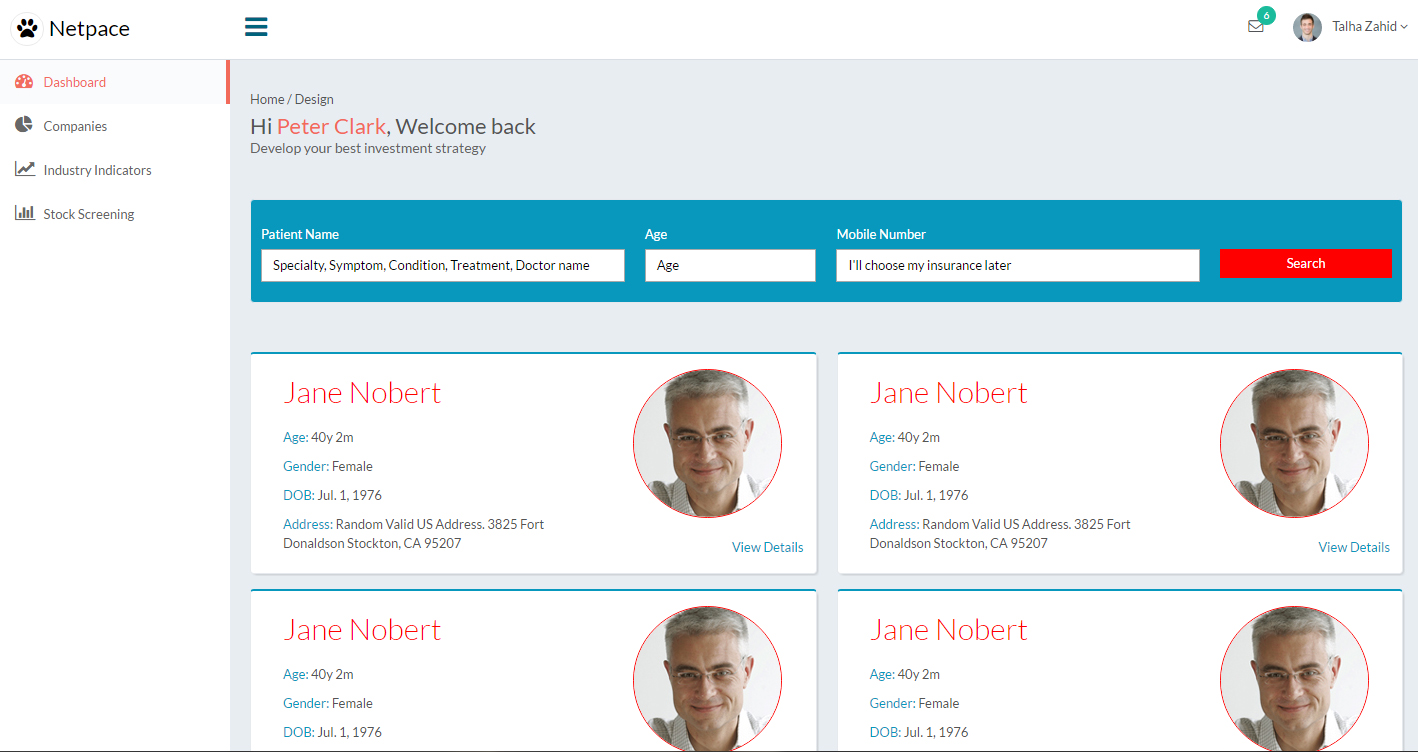 Netpace
6
Talha Zahid
Dashboard
Companies
Industry Indicators
Stock Screening
Home / Design
Hi Peter Clark, Welcome back
Develop your best investment strategy
Patient Name
Age
Mobile Number
Specialty, Symptom, Condition, Treatment, Doctor name
Age
I'll choose my insurance later
Search
Jane Nobert
Age: 40y 2m
Gender: Female
DOB: Jul. 1, 1976
Address: Random Valid US Address. 3825 Fort
Donaldson Stockton, CA 95207
View Details
Jane Nobert
Age: 40y 2m
Gender: Female
DOB: Jul. 1, 1976
Address: Random Valid US Address. 3825 Fort
Donaldson Stockton, CA 95207
View Details
Jane Nobert
Age: 40y 2m
Gender: Female
DOB: Jul. 1, 1976
Jane Nobert
Age: 40y 2m
Gender: Female
DOB: Jul. 1, 1976